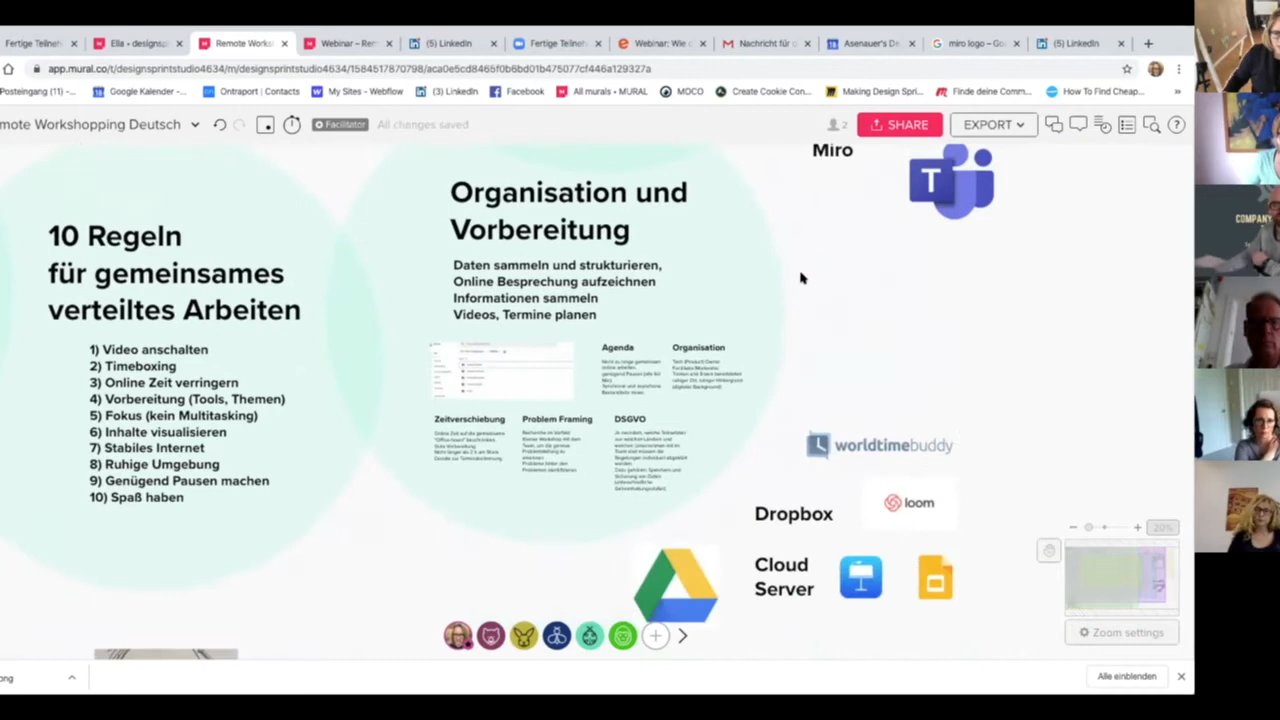 Fertige Teilneh
Ella • designsp
Remote Works
Webinar – Rem
(5) LinkedIn
Fertige Teilneh
Webinar: Wie c
Nachricht für
Asenauer's De
miro logo – Go
(5) LinkedIn
app.mural.co/t/designsprintstudio4634/m/designsprintstudio4634/1584517870798/aca0e5cd8465f0b6bd01b475077cf446a129327a
Posteingang (11) -...
Google Kalender -...
Ontraport | Contacts
My Sites - Webflow
(3) LinkedIn
Facebook
All murals • MURAL
MOCO
Create Cookie Con...
Making Design Spri...
Finde deine Comm...
How To Find Cheap...
mote Workshopping Deutsch
Facilitator
All changes saved
2
SHARE
EXPORT
10 Regeln
für gemeinsames
verteiltes Arbeiten
1) Video anschalten
2) Timeboxing
3) Online Zeit verringern
4) Vorbereitung (Tools, Themen)
5) Fokus (kein Multitasking)
6) Inhalte visualisieren
7) Stabiles Internet
8) Ruhige Umgebung
9) Genügend Pausen machen
10) Spaß haben
Organisation und
Vorbereitung
Daten sammeln und strukturieren,
Online Besprechung aufzeichnen
Informationen sammeln
Videos, Termine planen
Agenda
Organisation
Zeitverschiebung
Problem Framing
DSGVO
Miro
T
worldtimebuddy
Dropbox
loom
Cloud
Server
20%
Zoom settings
Alle einblenden
COMPANY